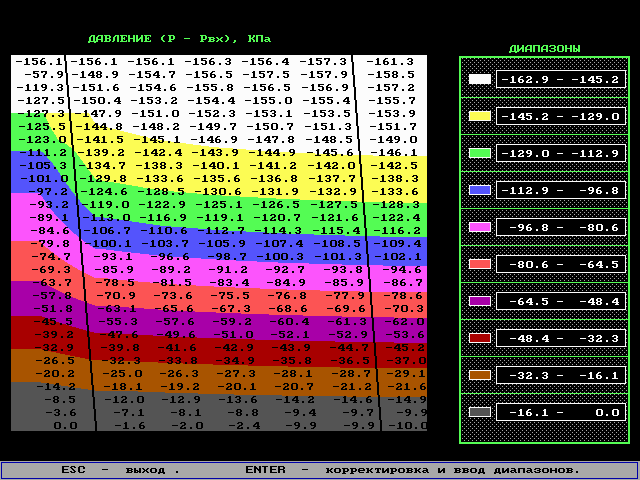 ДАВЛЕНИЕ (P - Pвх), КПа
-156.1 -156.1 -156.1 -156.3 -156.4 -157.3 -161.3
-57.9 -148.9 -154.7 -156.5 -157.5 -157.9 -158.5
-119.3 -151.6 -154.6 -155.8 -156.5 -156.9 -157.2
-127.5 -150.4 -153.2 -154.4 -155.0 -155.4 -155.7
-127.3 -147.9 -151.0 -152.3 -153.1 -153.5 -153.9
-125.5 -144.8 -148.2 -149.7 -150.7 -151.3 -151.7
-123.0 -141.5 -145.1 -146.9 -147.8 -148.5 -149.0
-111.2 -139.2 -142.4 -143.9 -144.9 -145.6 -146.1
-105.3 -134.7 -138.3 -140.1 -141.2 -142.0 -142.5
-101.0 -129.8 -133.6 -135.6 -136.8 -137.7 -138.3
-97.2 -124.6 -128.5 -130.6 -131.9 -132.9 -133.6
-93.2 -119.0 -122.9 -125.1 -126.5 -127.5 -128.3
-89.1 -113.0 -116.9 -119.1 -120.7 -121.6 -122.4
-84.6 -106.7 -110.6 -112.7 -114.3 -115.4 -116.2
-79.8 -100.1 -103.7 -105.9 -107.4 -108.5 -109.4
-74.7 -93.1 -96.6 -98.7 -100.3 -101.3 -102.1
-69.3 -85.9 -89.2 -91.2 -92.7 -93.8 -94.6
-63.7 -78.5 -81.5 -83.4 -84.9 -85.9 -86.7
-57.8 -70.9 -73.6 -75.5 -76.8 -77.9 -78.6
-51.8 -63.1 -65.6 -67.3 -68.6 -69.6 -70.3
-45.5 -55.3 -57.6 -59.2 -60.4 -61.3 -62.0
-39.2 -47.6 -49.6 -51.0 -52.1 -52.9 -53.6
-32.9 -39.8 -41.6 -42.9 -43.9 -44.7 -45.2
-26.5 -32.3 -33.8 -34.9 -35.8 -36.5 -37.0
-20.2 -25.0 -26.3 -27.3 -28.1 -28.7 -29.1
-14.2 -18.1 -19.2 -20.1 -20.7 -21.2 -21.6
-8.5 -12.0 -12.9 -13.6 -14.2 -14.6 -14.9
-3.6 -7.1 -8.1 -8.8 -9.4 -9.7 -9.9
0.0 -1.6 -2.0 -2.4 -9.9 -9.9 -10.0
ДИАПАЗОНЫ
-162.9 - -145.2
-145.2 - -129.0
-129.0 - -112.9
-112.9 - -96.8
-96.8 - -80.6
-80.6 - -64.5
-64.5 - -48.4
-48.4 - -32.3
-32.3 - -16.1
-16.1 - 0.0
ESC - выход . ENTER - корректировка и ввод диапазонов.